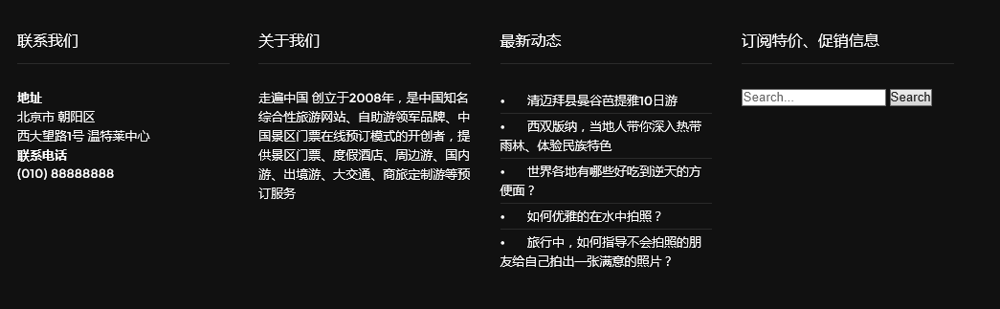 联系我们
地址
北京市 朝阳区
西大望路1号 温特莱中心
联系电话
(010) 88888888
关于我们
走遍中国 创立于2008年，是中国知名
综合性旅游网站、自助游领军品牌、中
国景区门票在线预订模式的开创者，提
供景区门票、度假酒店、周边游、国内
游、出境游、大交通、商旅定制游等预
订服务
最新动态
• 清迈拜县曼谷芭提雅10日游
• 西双版纳，当地人带你深入热带
雨林、体验民族特色
• 世界各地有哪些好吃到逆天的方
便面？
• 如何优雅的在水中拍照？
• 旅行中，如何指导不会拍照的朋
友给自己拍出一张满意的照片？
订阅特价、促销信息
Search... Search